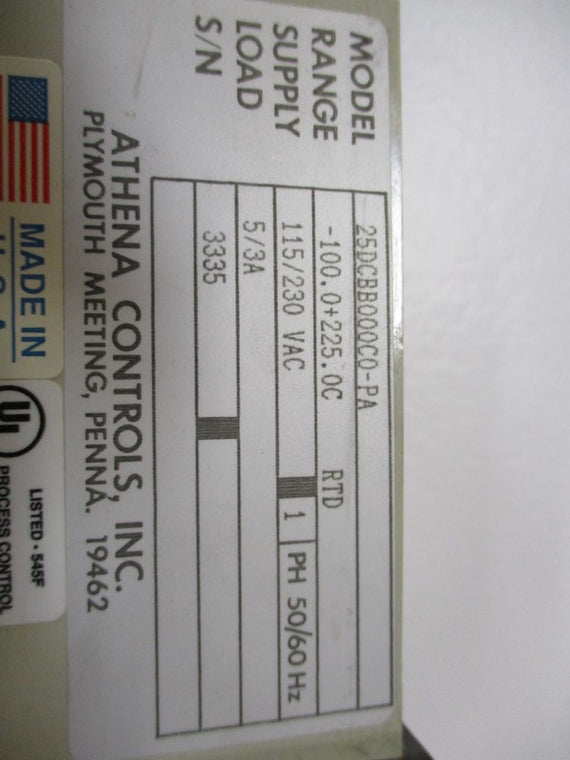 MODEL 25DCBB000C0-PA
RANGE -100.0+225.0C RTD
SUPPLY 115/230 VAC 1 PH 50/60 Hz
LOAD 5/3A
S/N 3335
ATHENA CONTROLS, INC.
PLYMOUTH MEETING, PENNA. 19462
MADE IN
UL
LISTED • 545F
PROCESS CONTROL